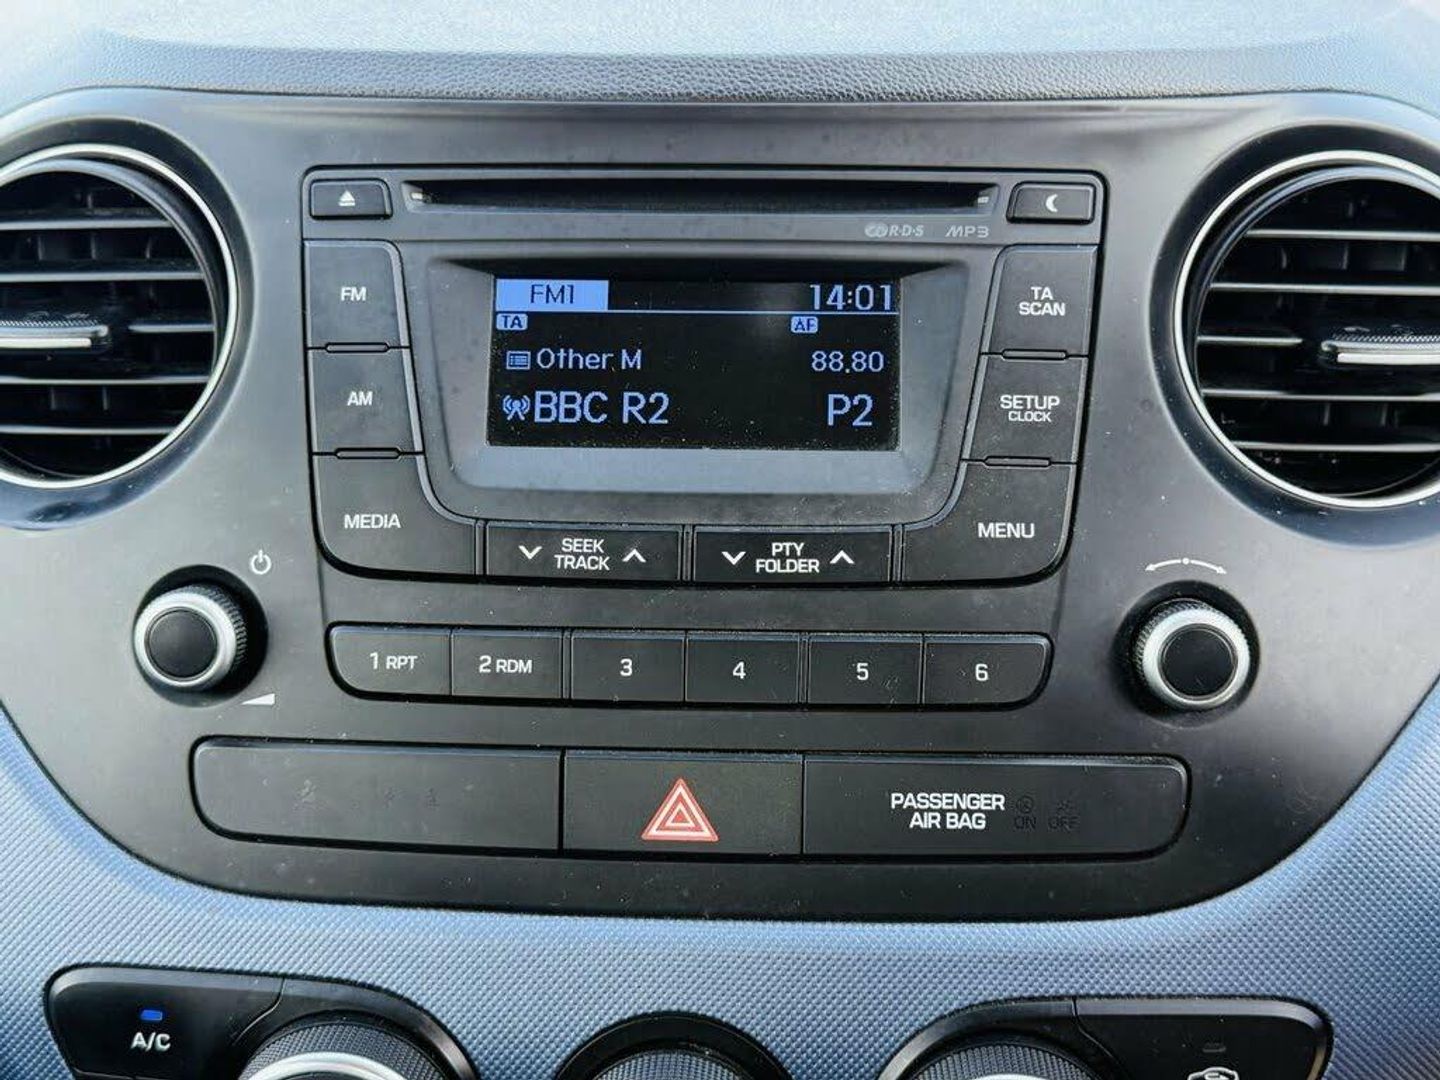 RDS MP3
FM1 14:01
TA AF
Other M 88.80
BBC R2 P2
FM
AM
MEDIA
TA
SCAN
SETUP
CLOCK
MENU
SEEK
TRACK
PTY
FOLDER
1 RPT 2 RDM 3 4 5 6
PASSENGER
AIR BAG ON OFF
A/C